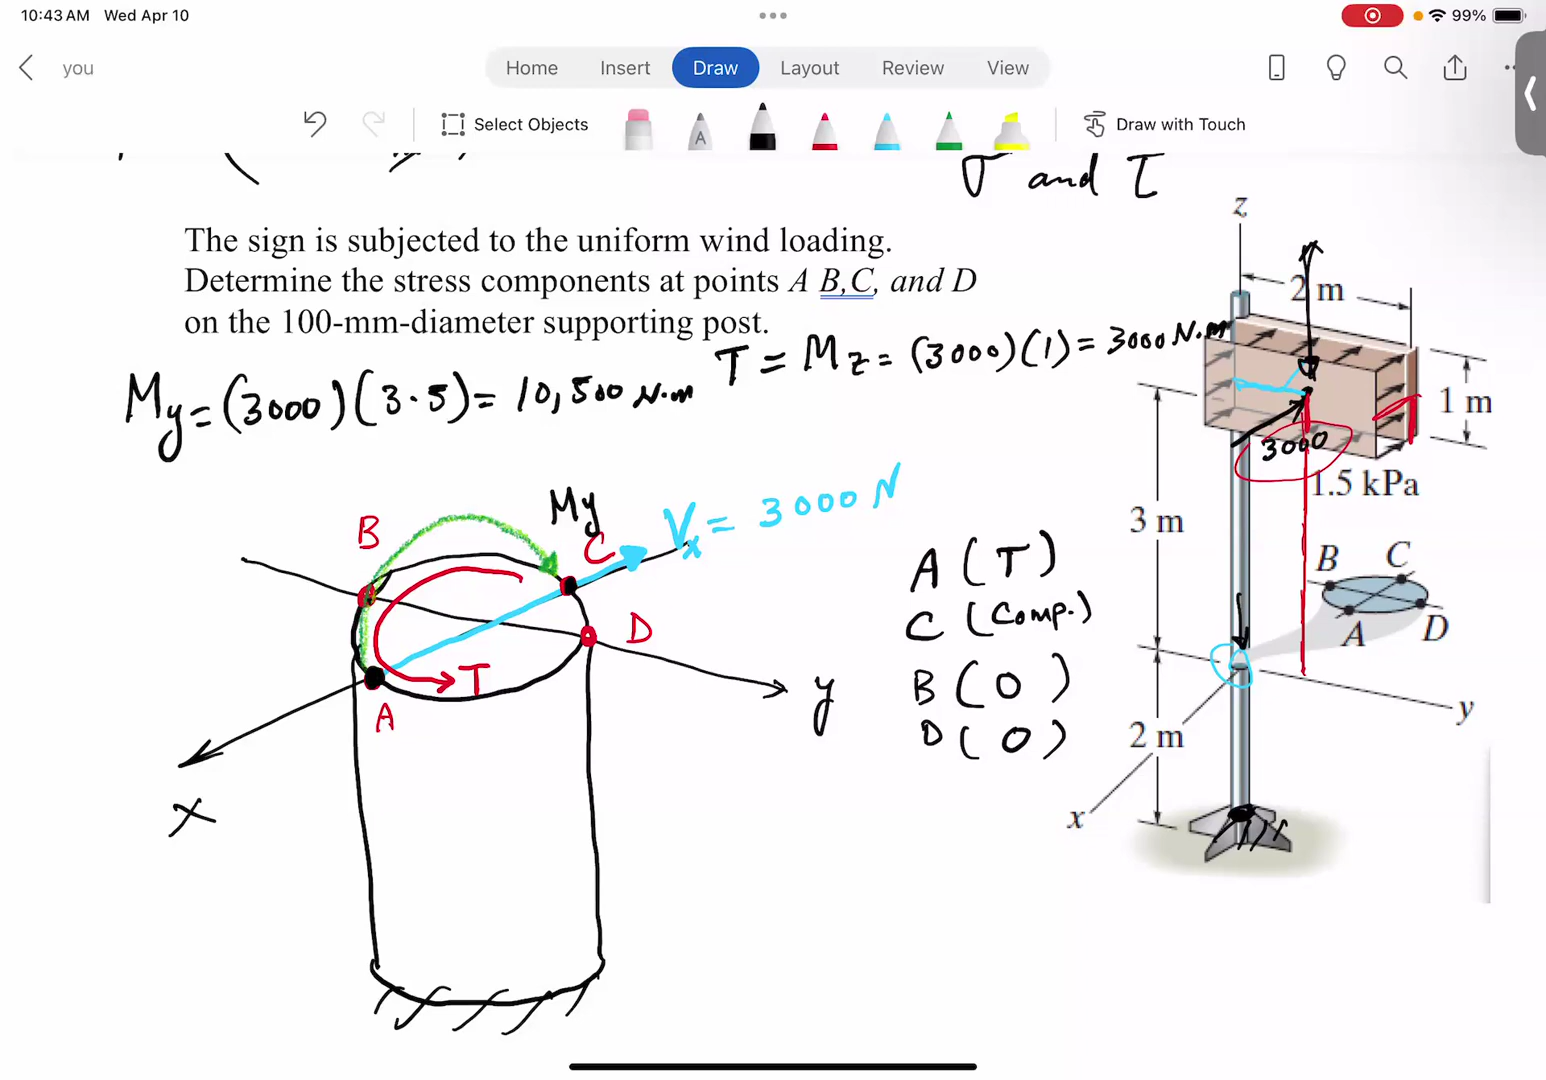 10:43 AM Wed Apr 10
99%
you
Home Insert Draw Layout Review View
Select Objects
A
Draw with Touch
σ and τ
The sign is subjected to the uniform wind loading.
Determine the stress components at points A B,C, and D
on the 100-mm-diameter supporting post.
T = Mz = (3000)(1) = 3000 N.m
My = (3000)(3.5) = 10,500 N.m
z
2 m
1 m
3000
1.5 kPa
3 m
B
C
A
D
y
2 m
x
My
Vx = 3000 N
B
C
D
T
A
y
x
A (T)
C (Comp.)
B (0)
D (0)